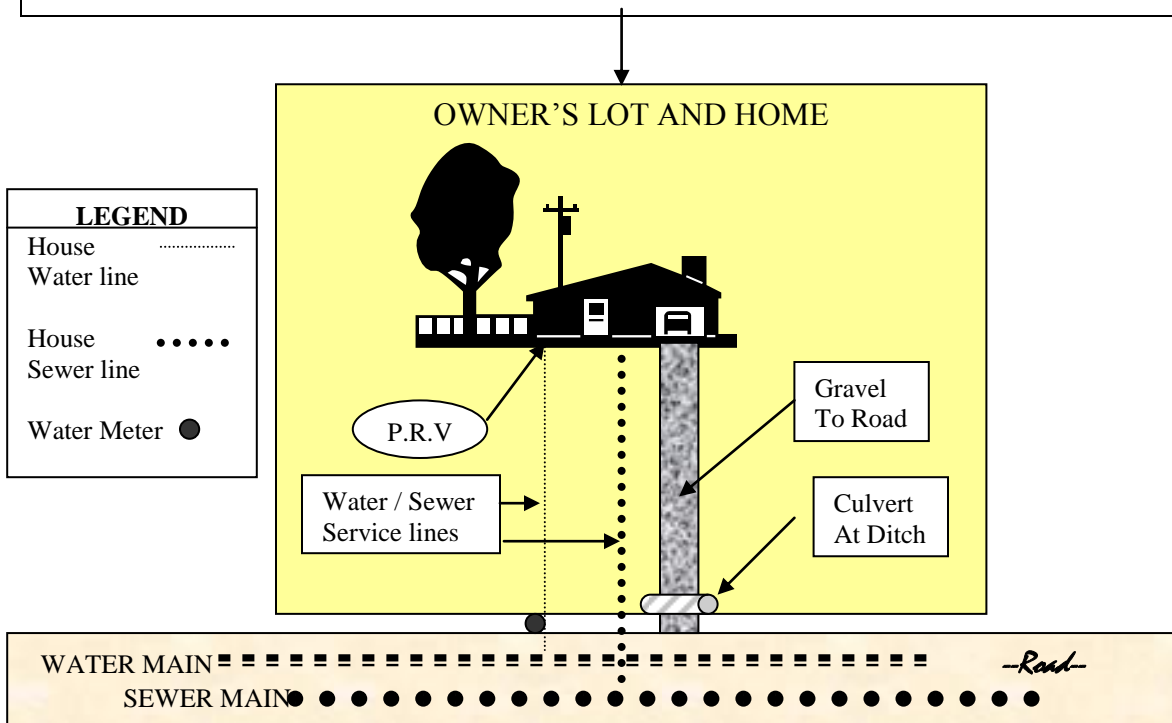 OWNER’S LOT AND HOME
LEGEND
House
Water line
House
Sewer line
Water Meter
P.R.V
Gravel
To Road
Water / Sewer
Service lines
Culvert
At Ditch
WATER MAIN
--Road--
SEWER MAIN